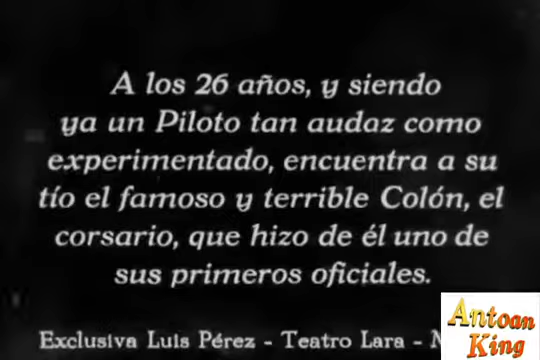 A los 26 años, y siendo
ya un Piloto tan audaz como
experimentado, encuentra a su
tío el famoso y terrible Colón, el
corsario, que hizo de él uno de
sus primeros oficiales.
Exclusiva Luis Pérez - Teatro Lara -
Antoan
King